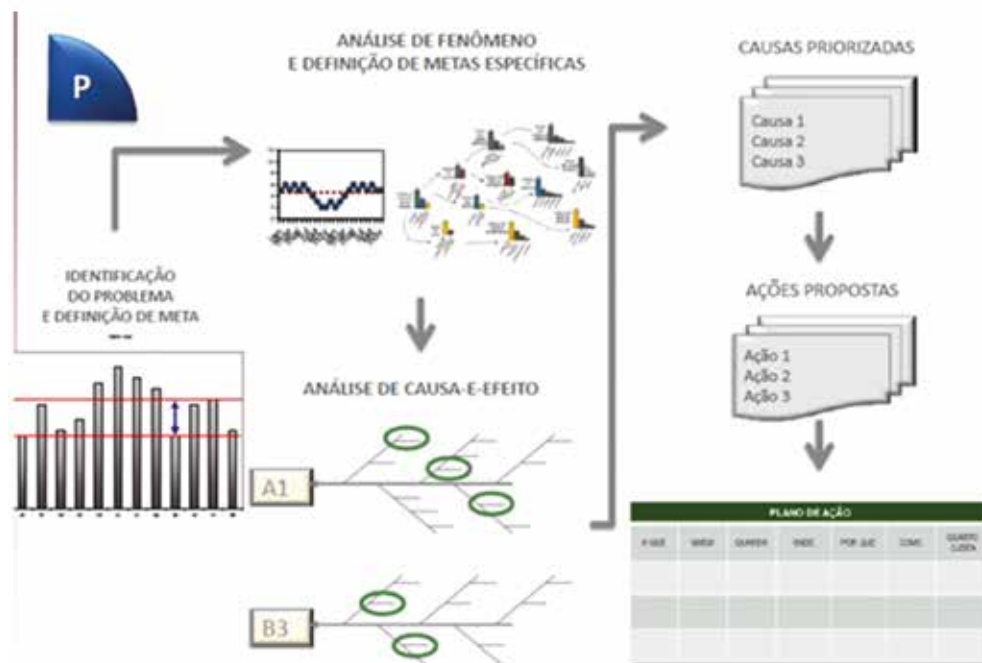 P
ANÁLISE DE FENÔMENO
E DEFINIÇÃO DE METAS ESPECÍFICAS
CAUSAS PRIORIZADAS
Causa 1
Causa 2
Causa 3
IDENTIFICAÇÃO
DO PROBLEMA
E DEFINIÇÃO DE META
AÇÕES PROPOSTAS
Ação 1
Ação 2
Ação 3
ANÁLISE DE CAUSA-E-EFEITO
A1
B3
PLANO DE AÇÃO
O QUE QUEM QUANDO ONDE POR QUE COMO QUANTO
CUSTA